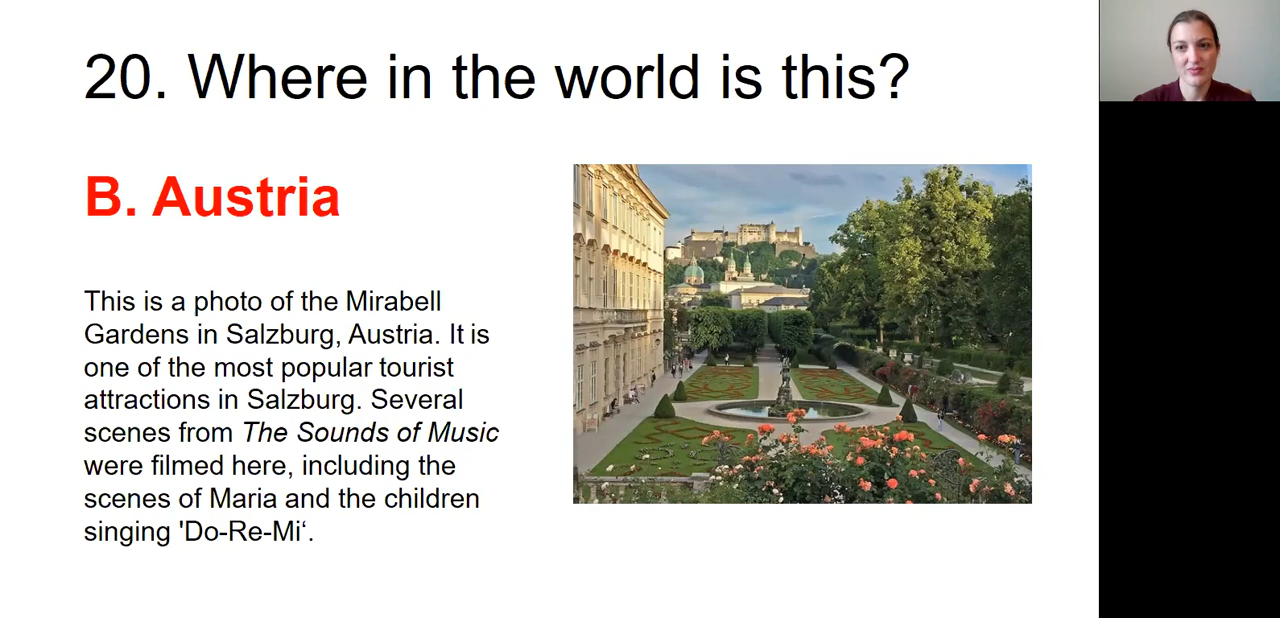 20. Where in the world is this?
B. Austria
This is a photo of the Mirabell
Gardens in Salzburg, Austria. It is
one of the most popular tourist
attractions in Salzburg. Several
scenes from The Sounds of Music
were filmed here, including the
scenes of Maria and the children
singing 'Do-Re-Mi‘.